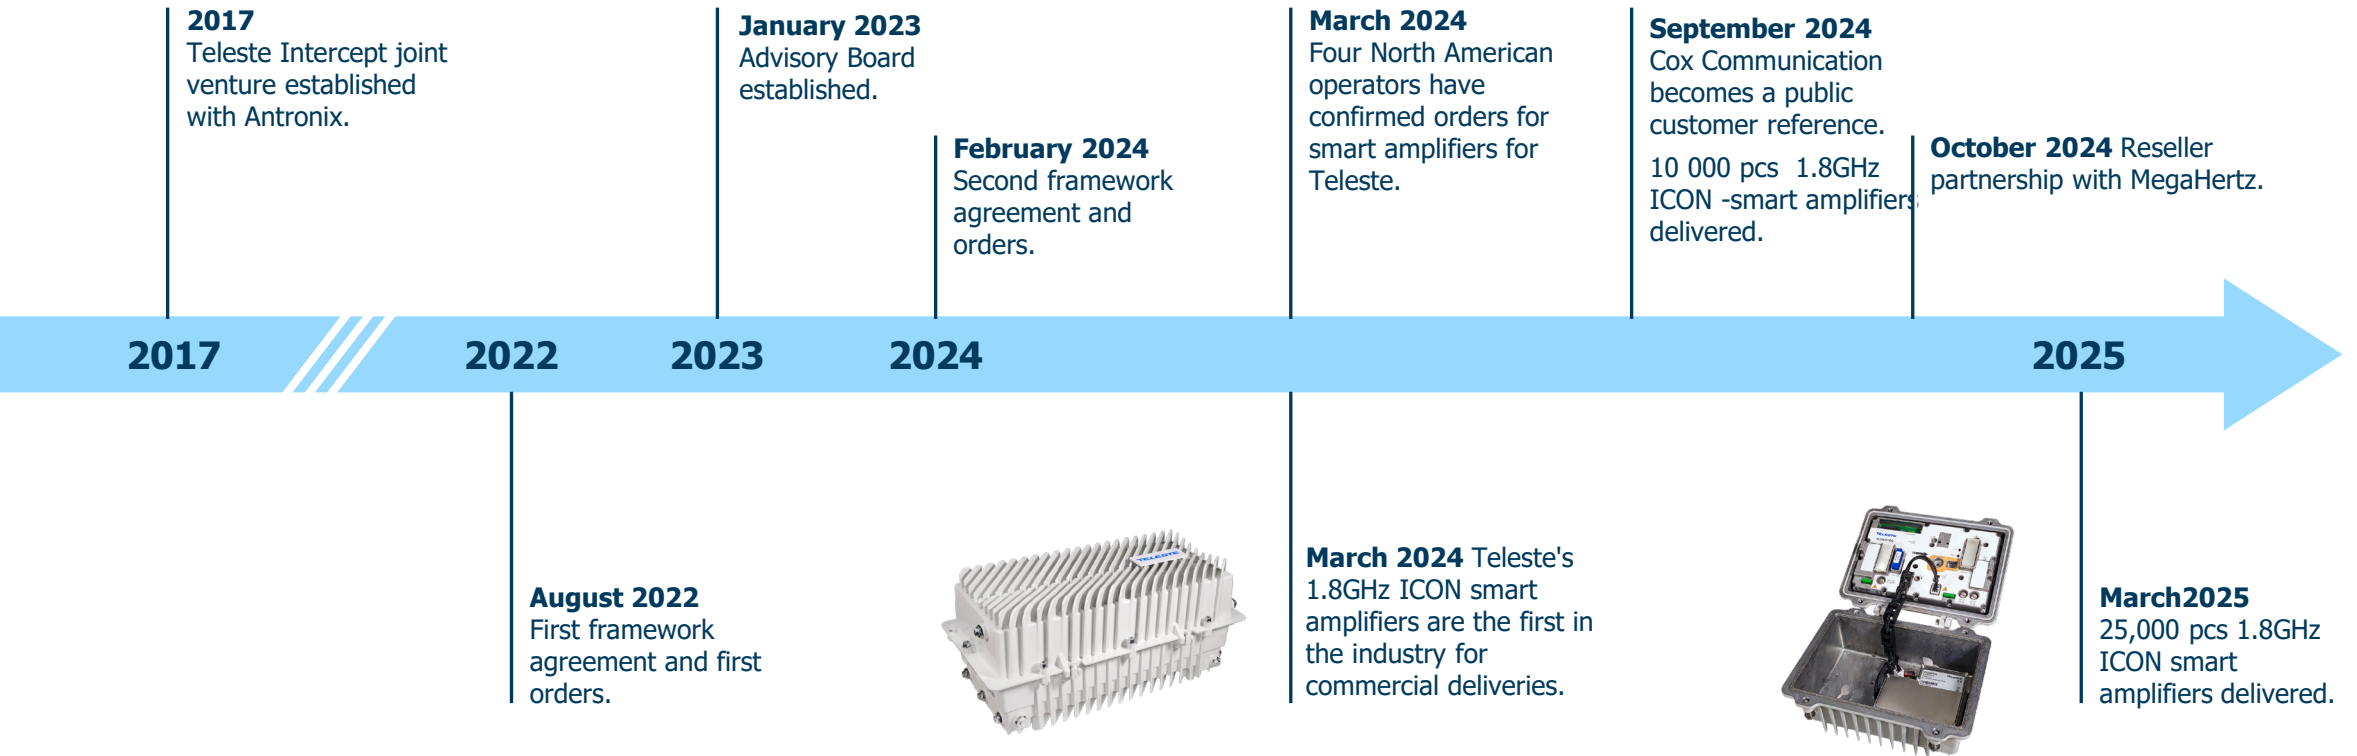 2017
Teleste Intercept joint
venture established
with Antronix.
January 2023
Advisory Board
established.
February 2024
Second framework
agreement and
orders.
March 2024
Four North American
operators have
confirmed orders for
smart amplifiers for
Teleste.
September 2024
Cox Communication
becomes a public
customer reference.
10 000 pcs  1.8GHz
ICON -smart amplifiers
delivered.
October 2024 Reseller
partnership with MegaHertz.
2017
2022
2023
2024
2025
August 2022
First framework
agreement and first
orders.
TELESTE
March 2024 Teleste's
1.8GHz ICON smart
amplifiers are the first in
the industry for
commercial deliveries.
TELESTE
March2025
25,000 pcs 1.8GHz
ICON smart
amplifiers delivered.